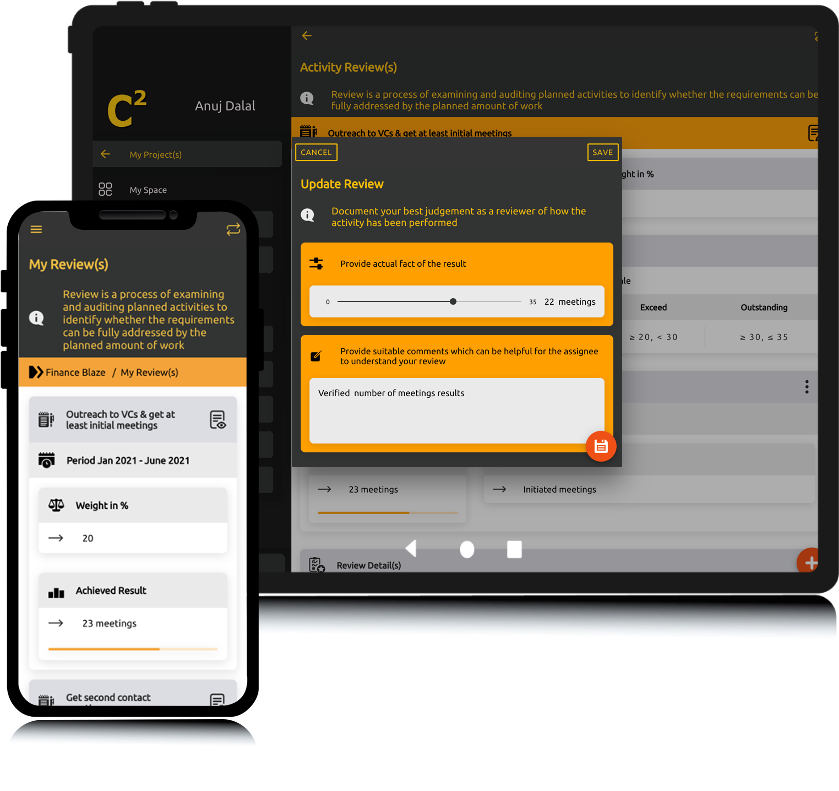 C²
Anuj Dalal
My Project(s)
My Space
Activity Review(s)
Review is a process of examining and auditing planned activities to identify whether the requirements can be
fully addressed by the planned amount of work
Outreach to VCs & get at least initial meetings
CANCEL
SAVE
Update Review
Document your best judgement as a reviewer of how the
activity has been performed
Provide actual fact of the result
0
35
22 meetings
Provide suitable comments which can be helpful for the assignee
to understand your review
Verified number of meetings results
in %
Exceed
Outstanding
≥ 20, < 30
≥ 30, ≤ 35
23 meetings
Initiated meetings
Review Detail(s)
My Review(s)
Review is a process of examining
and auditing planned activities to
identify whether the requirements
can be fully addressed by the
planned amount of work
Finance Blaze / My Review(s)
Outreach to VCs & get at
least initial meetings
Period Jan 2021 - June 2021
Weight in %
20
Achieved Result
23 meetings
Get second contact